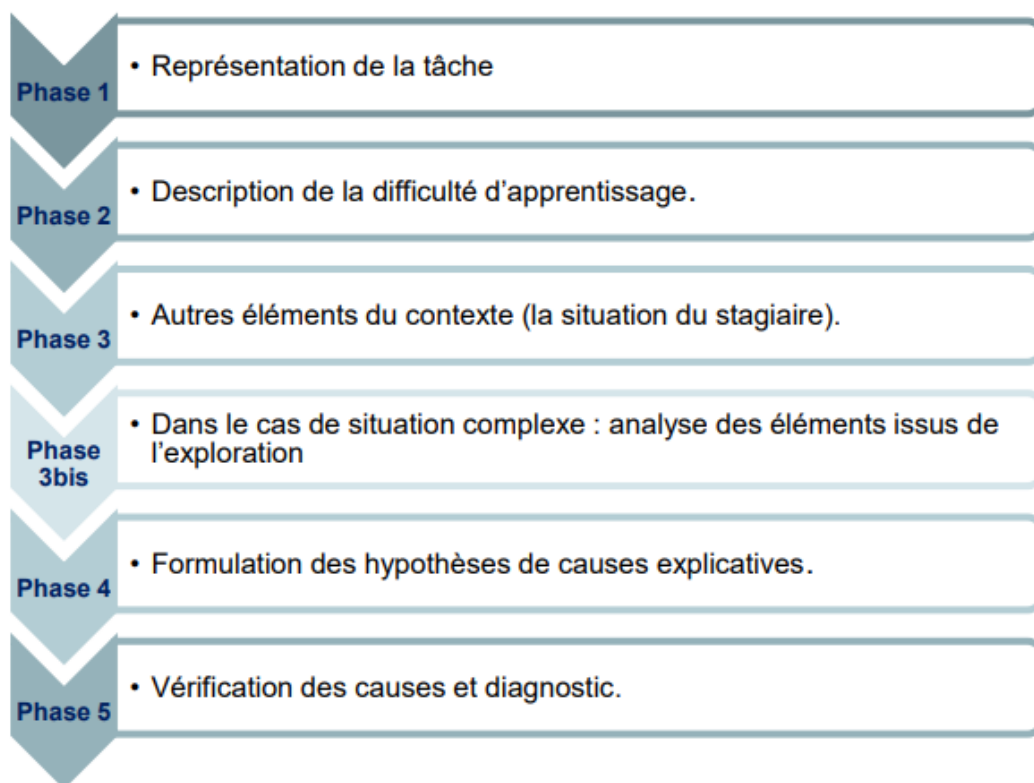 Phase 1
• Représentation de la tâche
Phase 2
• Description de la difficulté d'apprentissage.
Phase 3
• Autres éléments du contexte (la situation du stagiaire).
Phase
3bis
• Dans le cas de situation complexe : analyse des éléments issus de
l'exploration
Phase 4
• Formulation des hypothèses de causes explicatives.
Phase 5
• Vérification des causes et diagnostic.